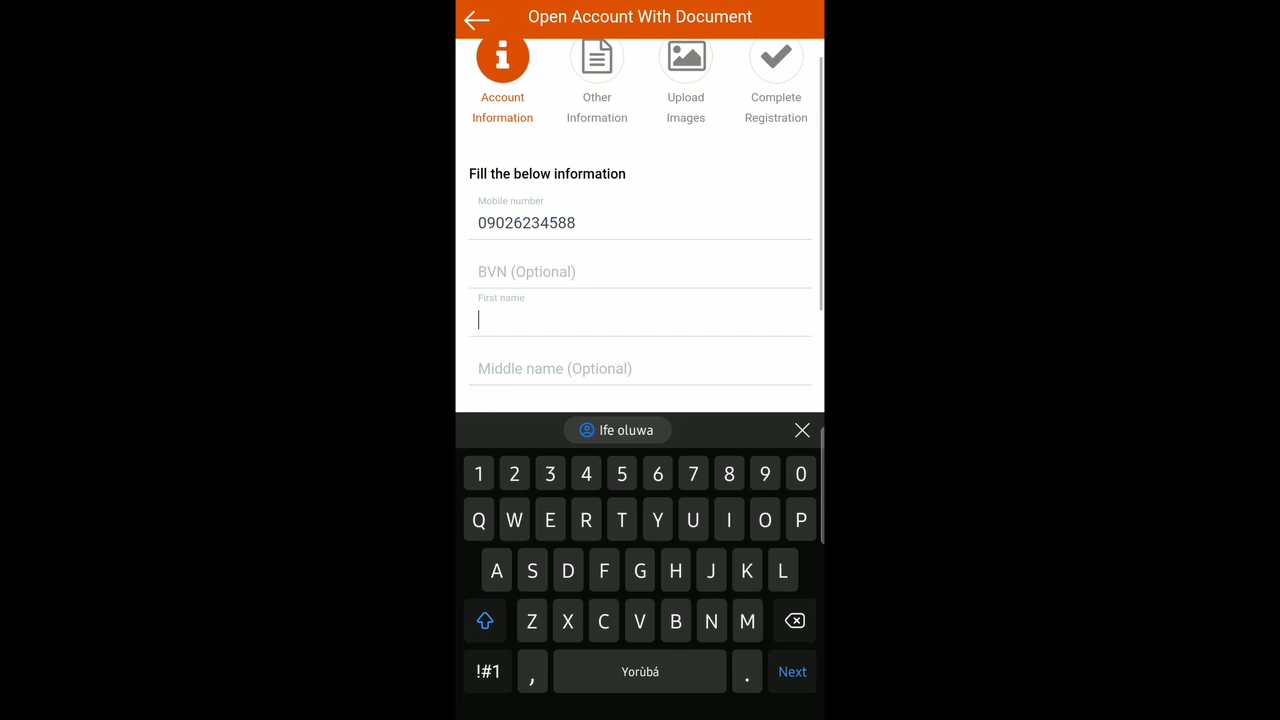 Open Account With Document
Account Information
Other Information
Upload Images
Complete Registration
Fill the below information
Mobile number
09026234588
BVN (Optional)
First name
Middle name (Optional)
Ife oluwa
1 2 3 4 5 6 7 8 9 0
Q W E R T Y U I O P
A S D F G H J K L
Z X C V B N M
!#1 , Yorùbá . Next